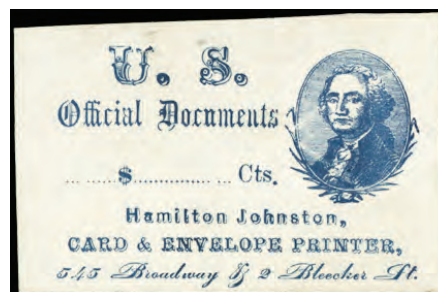 U. S.
Official Documents
... ......$............... ... Cts.
Hamilton Johnston,
CARD & ENVELOPE PRINTER,
545 Broadway & 2 Bleecker St.